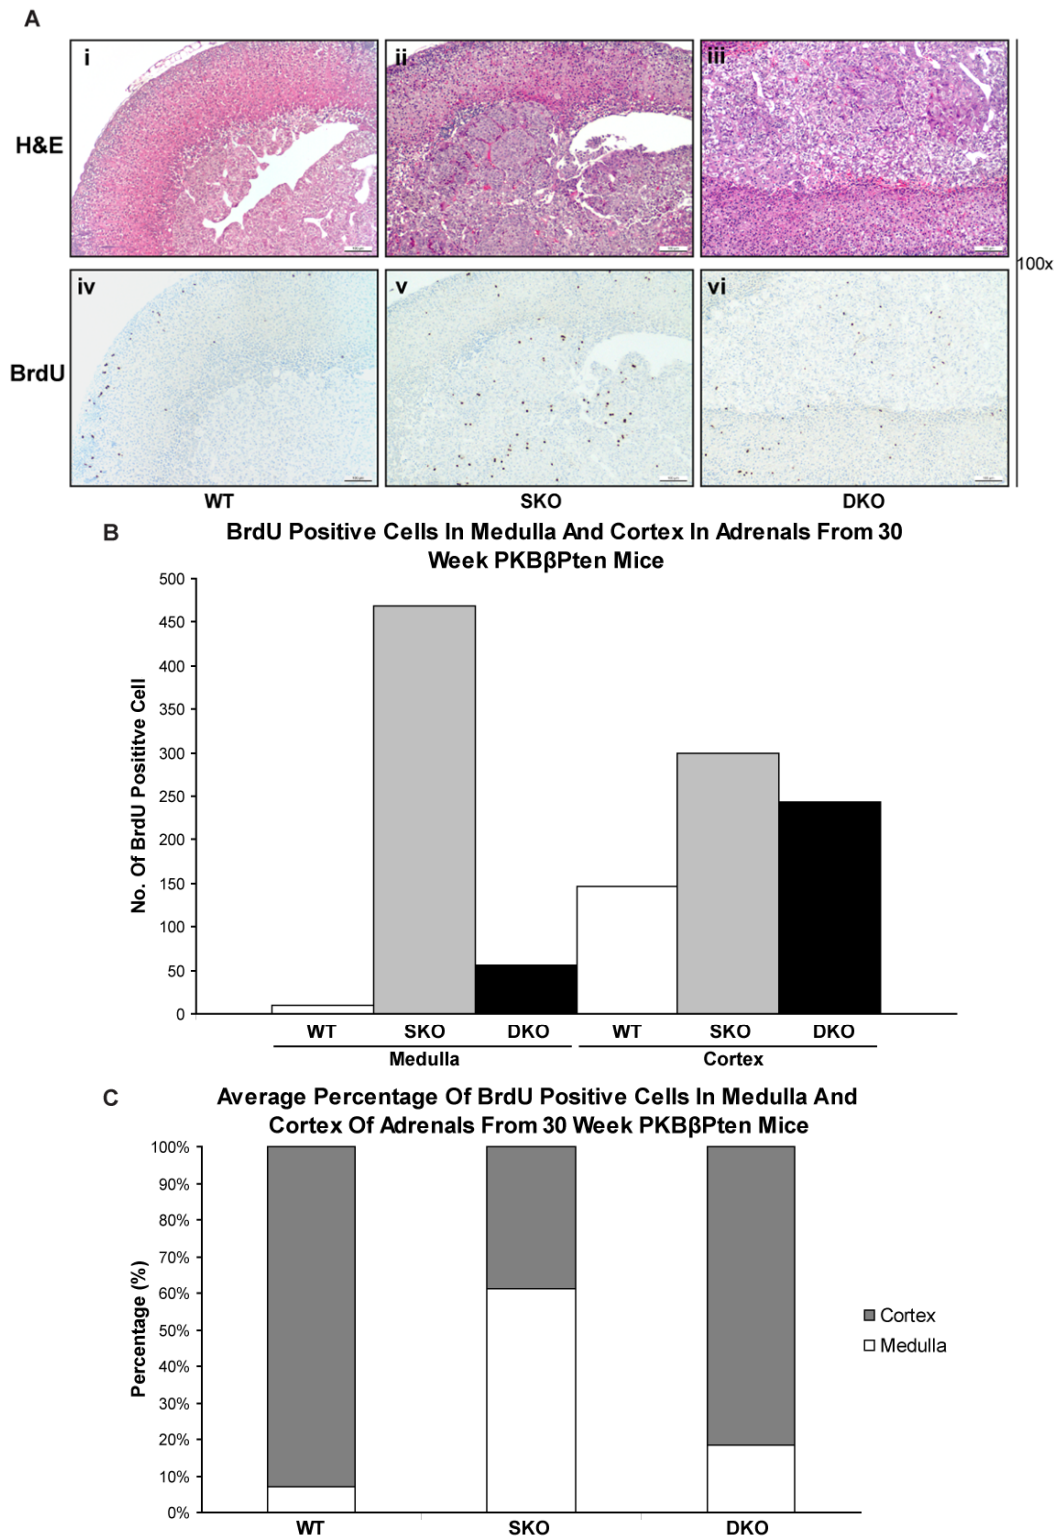 A
i
ii
iii
H&E
100x
iv
v
vi
BrdU
WT
SKO
DKO
B
BrdU Positive Cells In Medulla And Cortex In Adrenals From 30
Week PKBβPten Mice
500
450
400
350
300
250
200
150
100
50
0
No. Of BrdU Posititve Cell
WT
SKO
DKO
WT
SKO
DKO
Medulla
Cortex
C
Average Percentage Of BrdU Positive Cells In Medulla And
Cortex Of Adrenals From 30 Week PKBβPten Mice
100%
90%
80%
70%
60%
50%
40%
30%
20%
10%
0%
Percentage (%)
Cortex
Medulla
WT
SKO
DKO